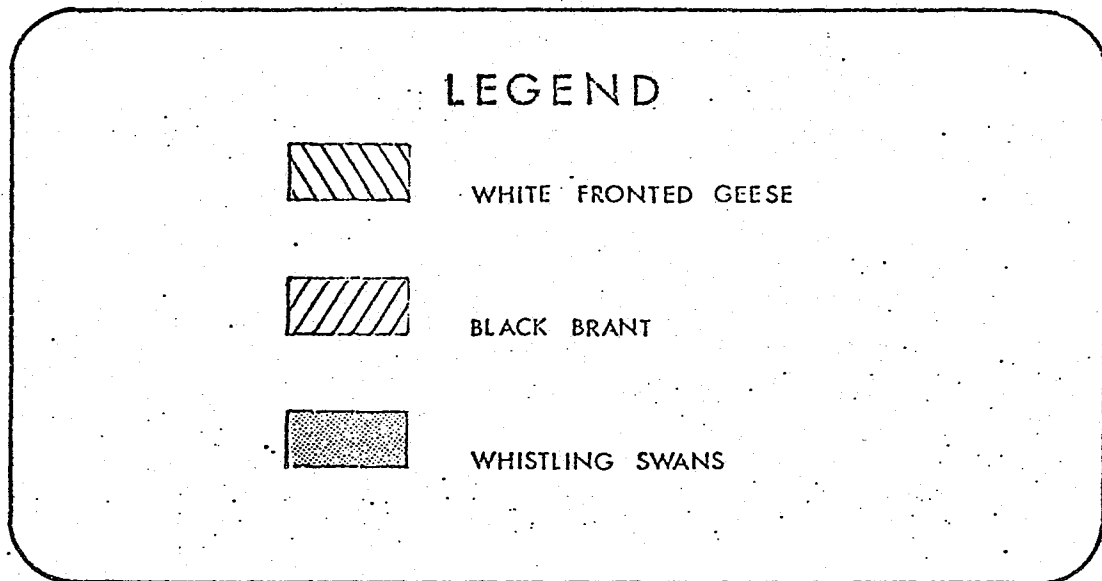 LEGEND
WHITE FRONTED GEESE
BLACK BRANT
WHISTLING SWANS